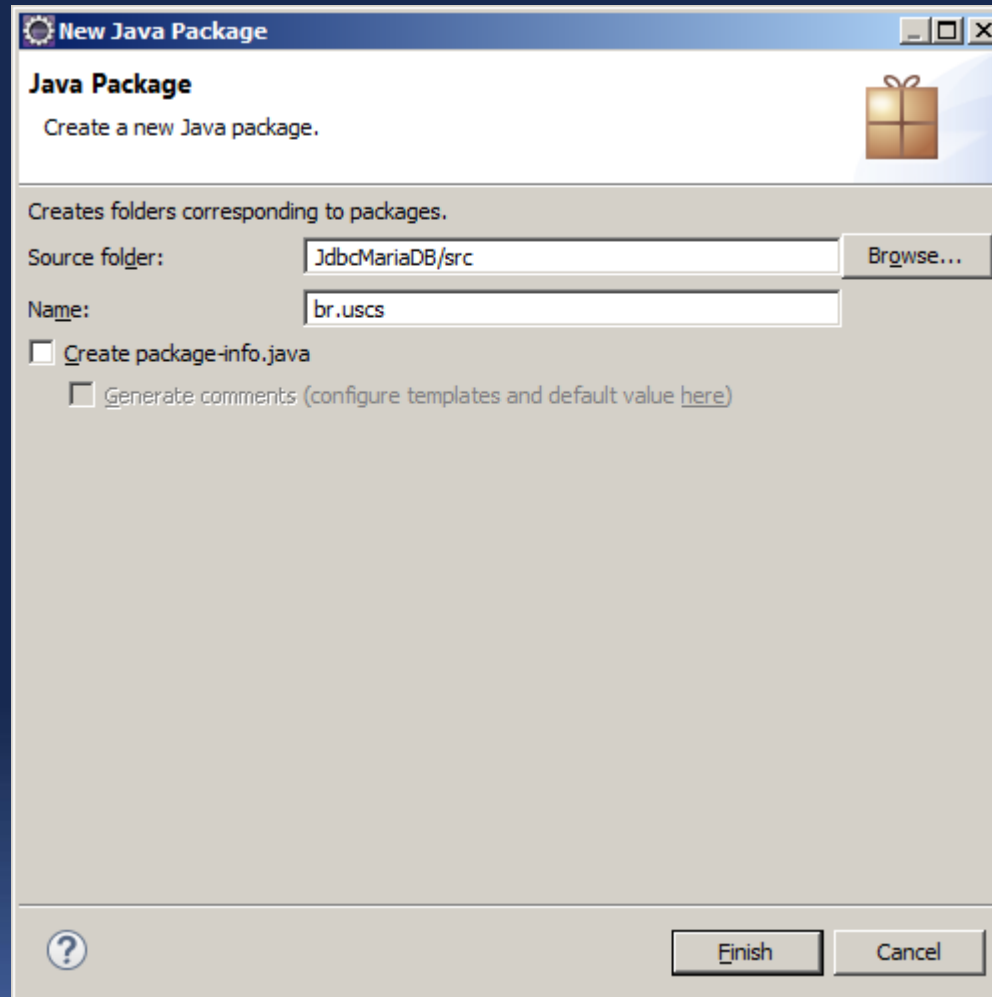 New Java Package
Java Package
Create a new Java package.
Creates folders corresponding to packages.
Source folder: JdbcMariaDB/src Browse...
Name: br.uscs
Create package-info.java
Generate comments (configure templates and default value here)
? Finish Cancel